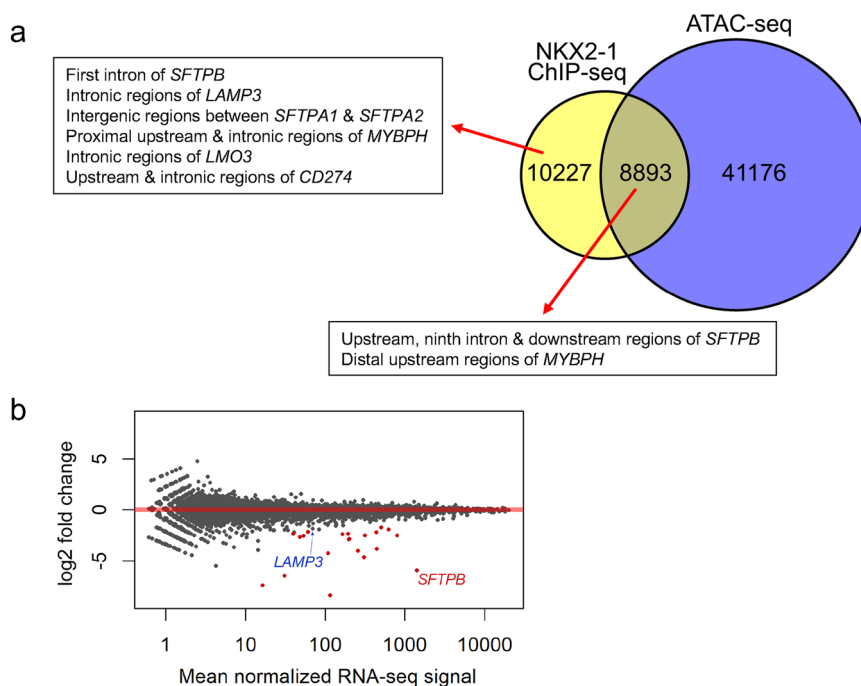 a
NKX2-1
ChIP-seq
ATAC-seq
First intron of SFTPB
Intronic regions of LAMP3
Intergenic regions between SFTPA1 & SFTPA2
Proximal upstream & intronic regions of MYBPH
Intronic regions of LMO3
Upstream & intronic regions of CD274
10227 8893 41176
Upstream, ninth intron & downstream regions of SFTPB
Distal upstream regions of MYBPH
b
log2 fold change
5
0
-5
LAMP3
SFTPB
1 10 100 1000 10000
Mean normalized RNA-seq signal